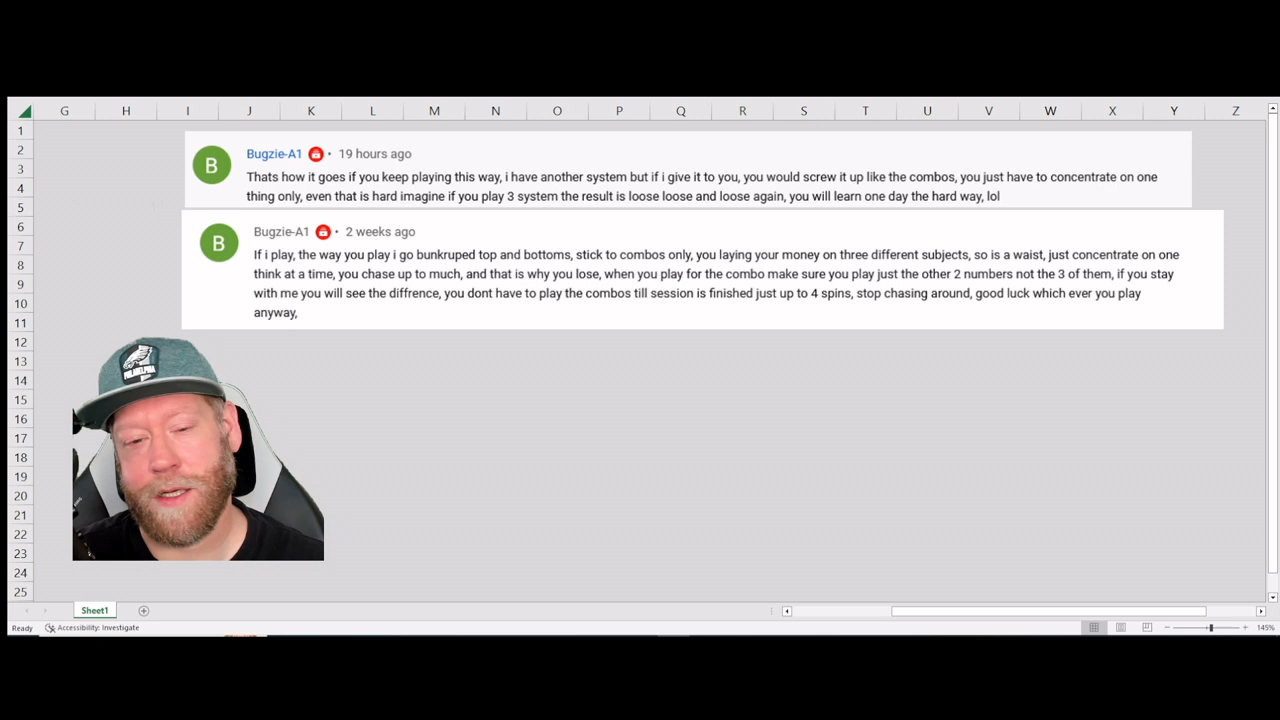 G H I J K L M N O P Q R S T U V W X Y Z
1
2
3
4
5
6
7
8
9
10
11
12
13
14
15
16
17
18
19
20
21
22
23
24
25
B
Bugzie-A1 • 19 hours ago
Thats how it goes if you keep playing this way, i have another system but if i give it to you, you would screw it up like the combos, you just have to concentrate on one
thing only, even that is hard imagine if you play 3 system the result is loose loose and loose again, you will learn one day the hard way, lol
B
Bugzie-A1 • 2 weeks ago
If i play, the way you play i go bunkruped top and bottoms, stick to combos only, you laying your money on three different subjects, so is a waist, just concentrate on one
think at a time, you chase up to much, and that is why you lose, when you play for the combo make sure you play just the other 2 numbers not the 3 of them, if you stay
with me you will see the diffrence, you dont have to play the combos till session is finished just up to 4 spins, stop chasing around, good luck which ever you play
anyway,
PHILADELPHIA
Sheet1
Ready Accessibility: Investigate 145%